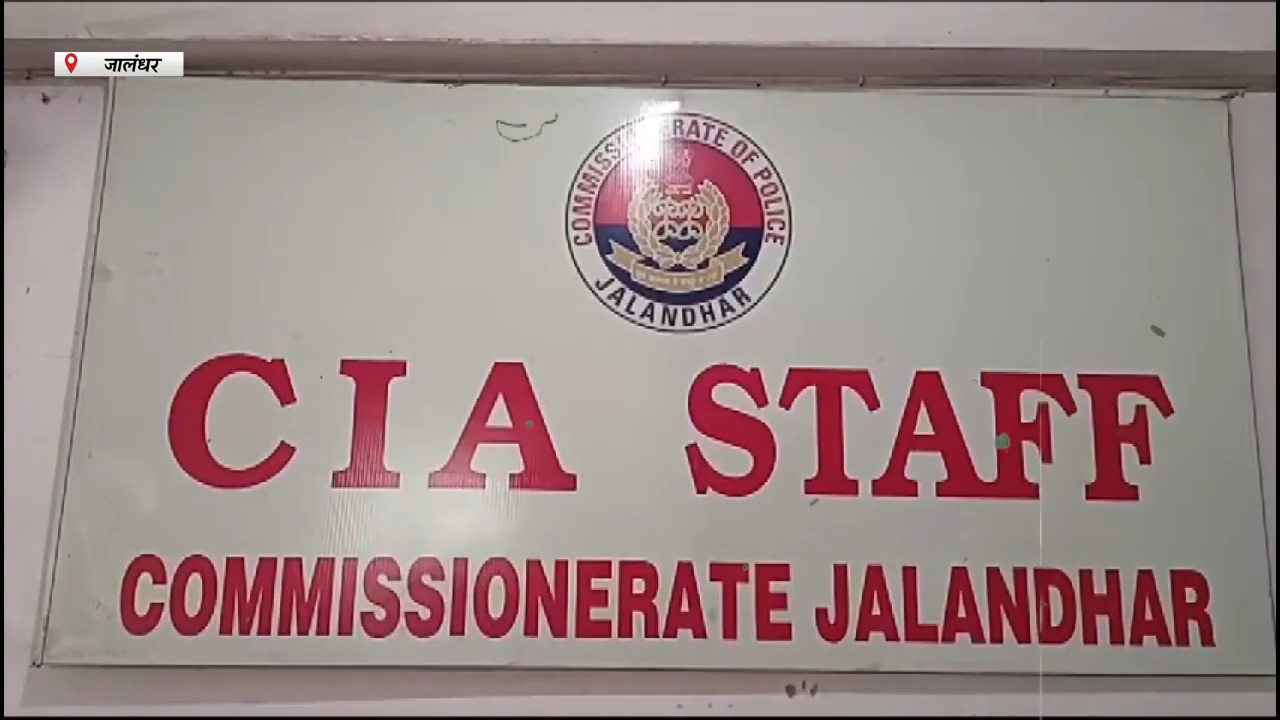 जालंधर
COMMISSIONERATE OF POLICE
JALANDHAR
CIA STAFF
COMMISSIONERATE JALANDHAR